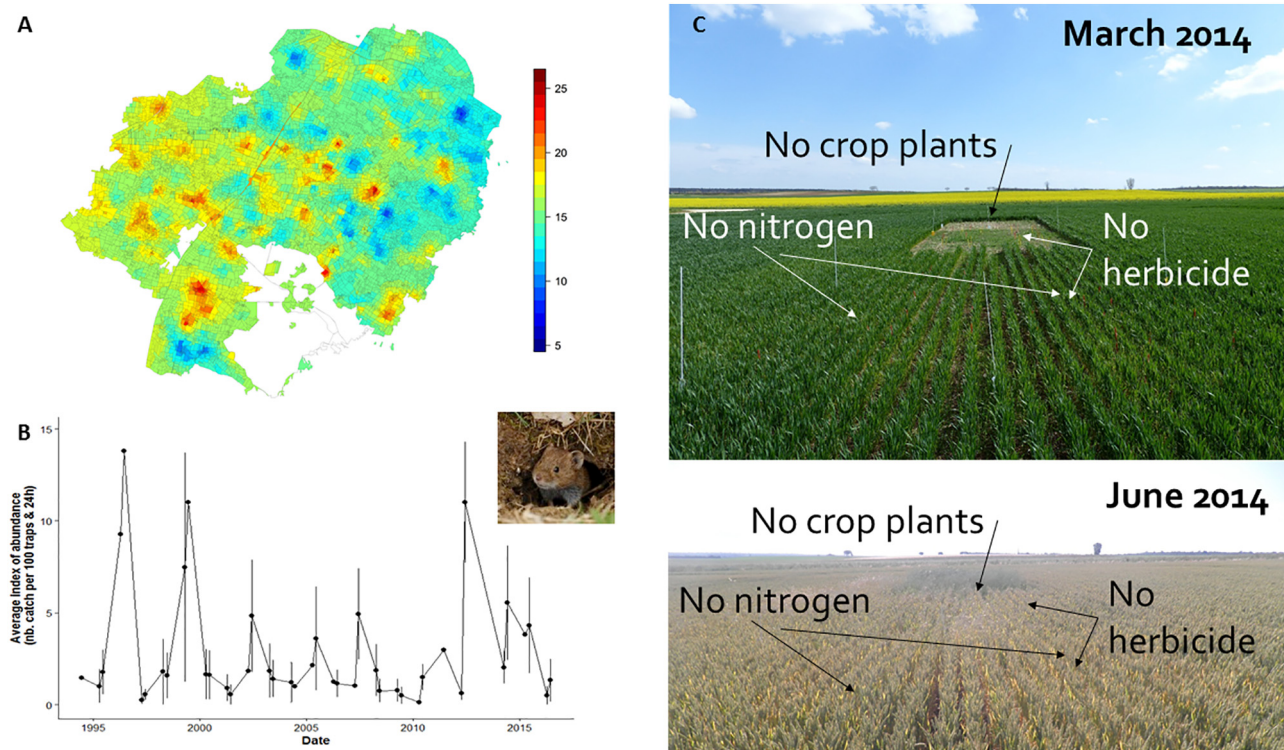 A
25
20
15
10
5
B
Average Index of abundance
(nb. catch per 100 traps & 24h)
15
10
5
0
1995
2000
2005
2010
2015
Date
C
March 2014
No crop plants
No nitrogen
No
herbicide
June 2014
No crop plants
No nitrogen
No
herbicide